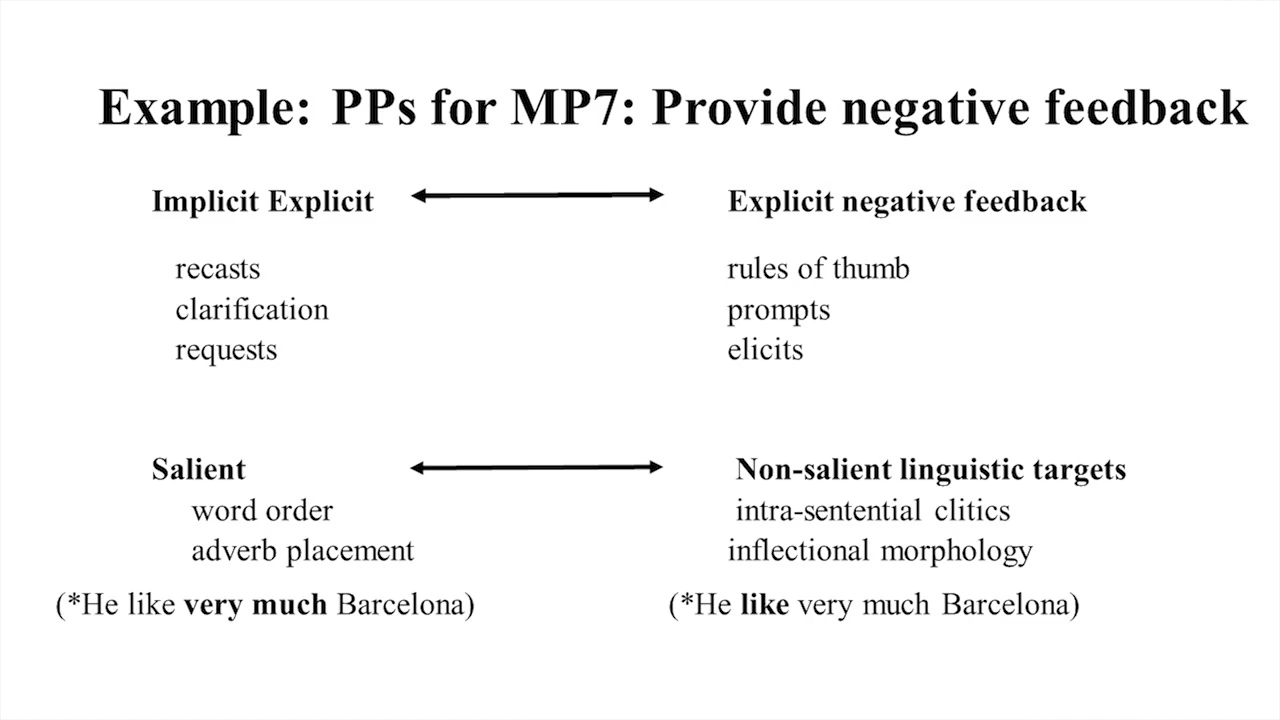 Example: PPs for MP7: Provide negative feedback
Implicit Explicit
Explicit negative feedback
recasts
rules of thumb
clarification
prompts
requests
elicits
Salient
Non-salient linguistic targets
word order
intra-sentential clitics
adverb placement
inflectional morphology
(*He like very much Barcelona)
(*He like very much Barcelona)